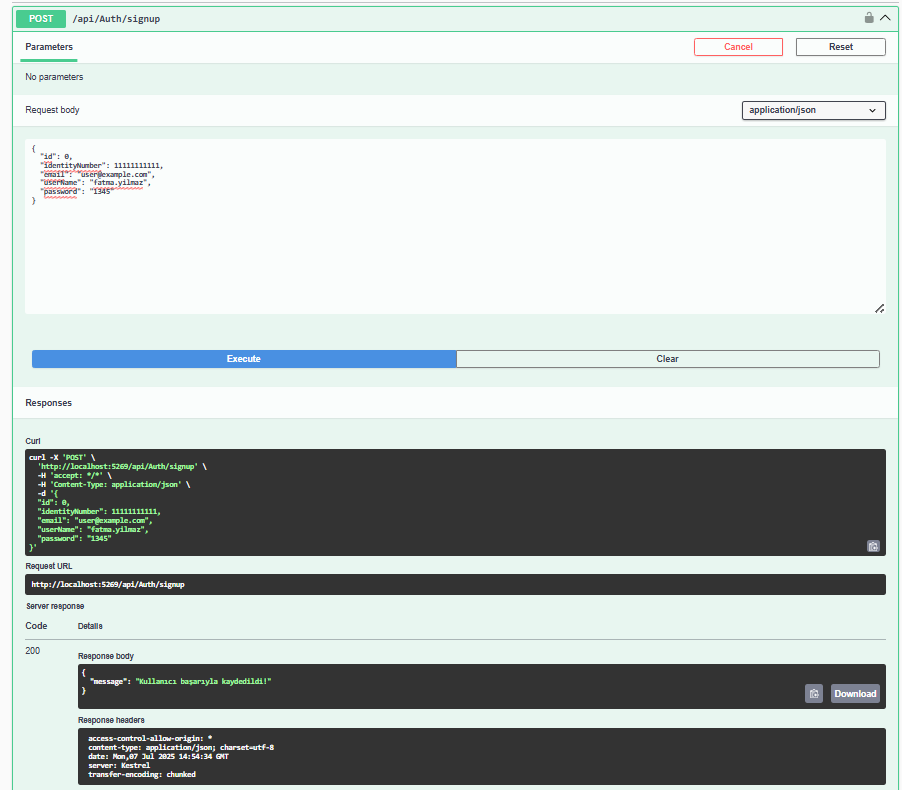 POST /api/Auth/signup
Parameters
Cancel
Reset
No parameters
Request body
application/json
{
"id": 0,
"identityNumber": 11111111111,
"email": "user@example.com",
"userName": "fatma.yilmaz",
"password": "1345"
}
Execute
Clear
Responses
Curl
curl -X 'POST' \
'http://localhost:5269/api/Auth/signup' \
-H 'accept: */*' \
-H 'Content-Type: application/json' \
-d '{
"id": 0,
"identityNumber": 11111111111,
"email": "user@example.com",
"userName": "fatma.yilmaz",
"password": "1345"
}'
Request URL
http://localhost:5269/api/Auth/signup
Server response
Code Details
200
Response body
{
"message": "Kullanıcı başarıyla kaydedildi!"
}
Download
Response headers
access-control-allow-origin: *
content-type: application/json; charset=utf-8
date: Mon,07 Jul 2025 14:54:34 GMT
server: Kestrel
transfer-encoding: chunked